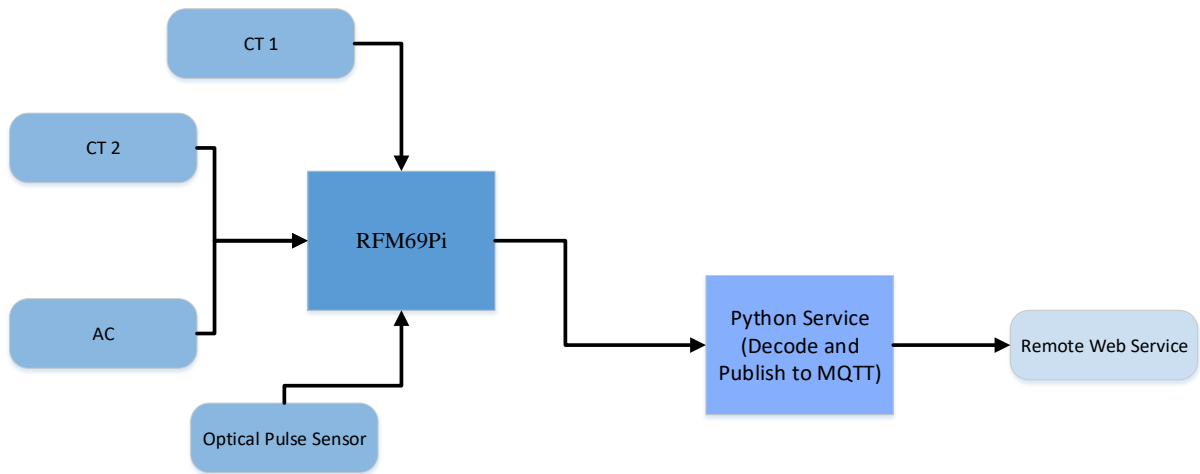 CT 1
CT 2
RFM69Pi
AC
Optical Pulse Sensor
Python Service
(Decode and
Publish to MQTT)
Remote Web Service